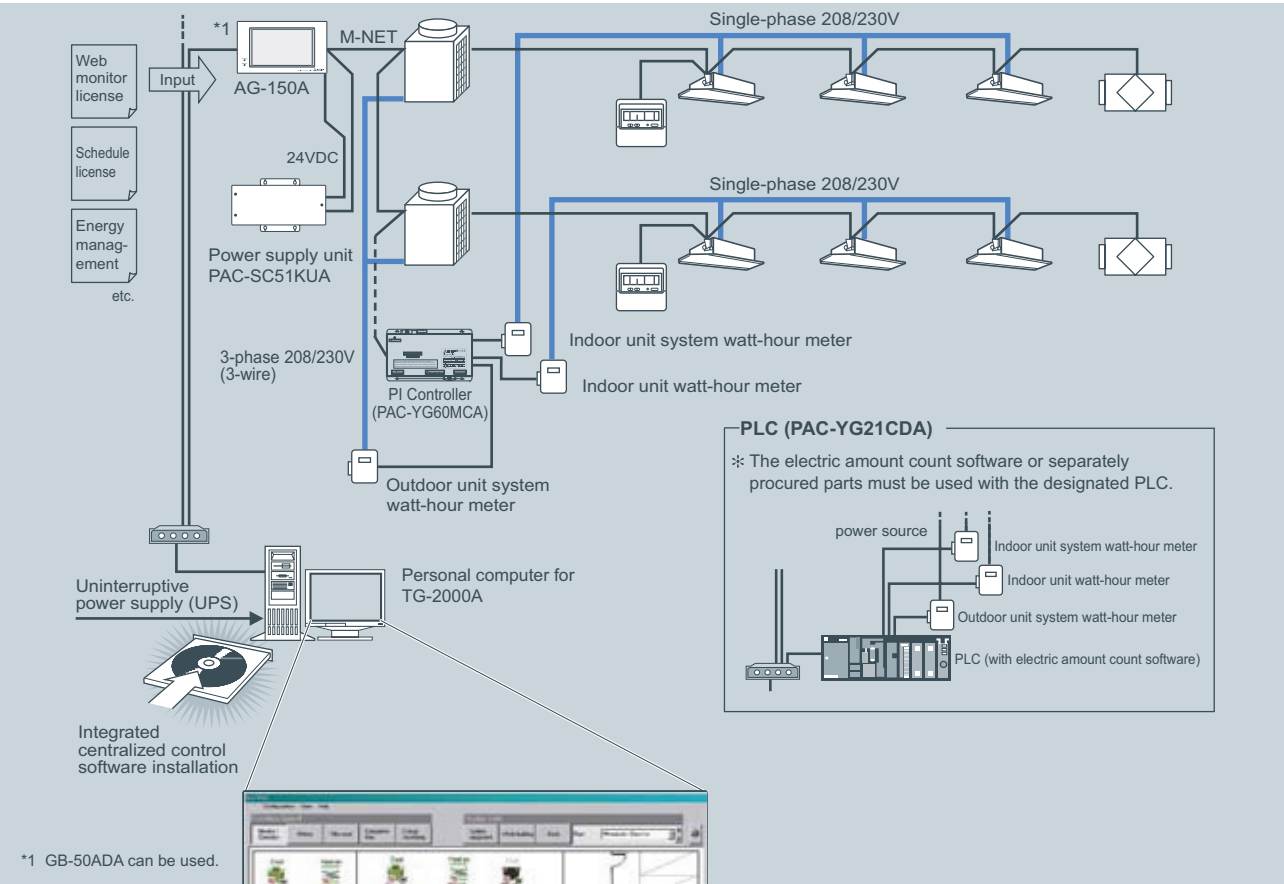 *1
Web
monitor
license
Input
AG-150A
M-NET
Single-phase 208/230V
Schedule
license
24VDC
Energy
manag-
ement
etc.
Power supply unit
PAC-SC51KUA
Single-phase 208/230V
3-phase 208/230V
(3-wire)
PI Controller
(PAC-YG60MCA)
Indoor unit system watt-hour meter
Indoor unit watt-hour meter
Outdoor unit system
watt-hour meter
PLC (PAC-YG21CDA)
* The electric amount count software or separately
procured parts must be used with the designated PLC.
power source
Indoor unit system watt-hour meter
Indoor unit watt-hour meter
Outdoor unit system watt-hour meter
PLC (with electric amount count software)
Uninterruptive
power supply (UPS)
Personal computer for
TG-2000A
Integrated
centralized control
software installation
*1 GB-50ADA can be used.